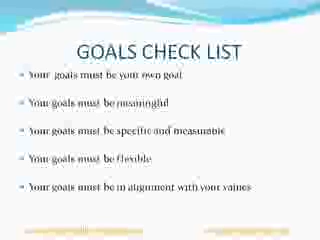 GOALS CHECK LIST
Your goals must be your own goal
Your goals must be meaningful
Your goals must be specific and measurable
Your goals must be flexible
Your goals must be in alignment with your values